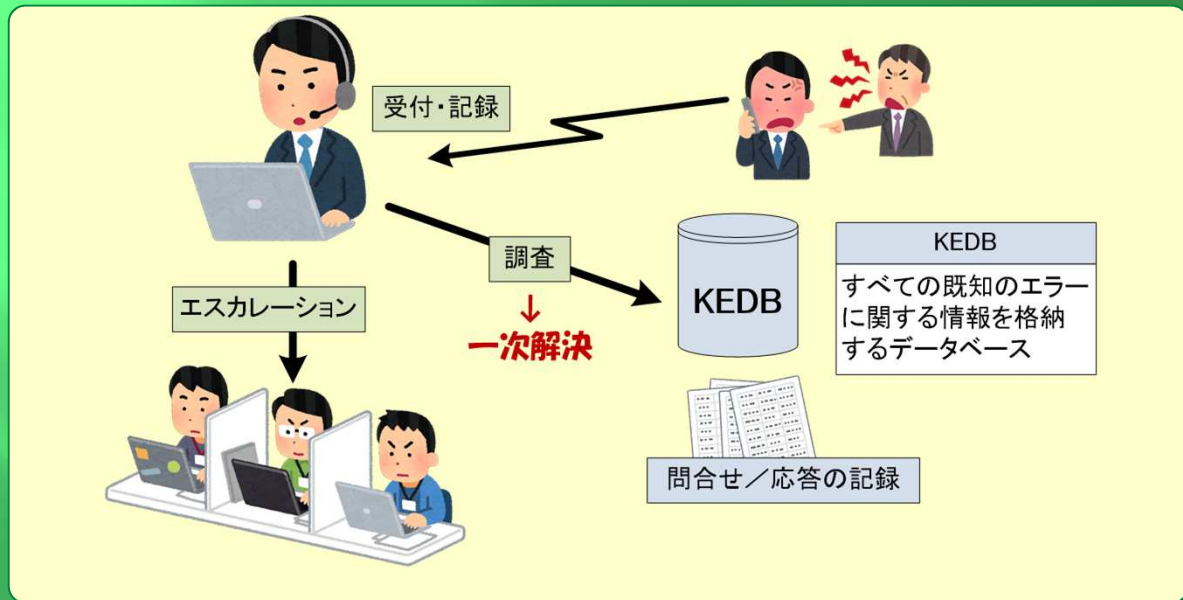 受付・記録
調査
↓
一次解決
エスカレーション
KEDB
KEDB
すべての既知のエラー
に関する情報を格納
するデータベース
問合せ／応答の記録